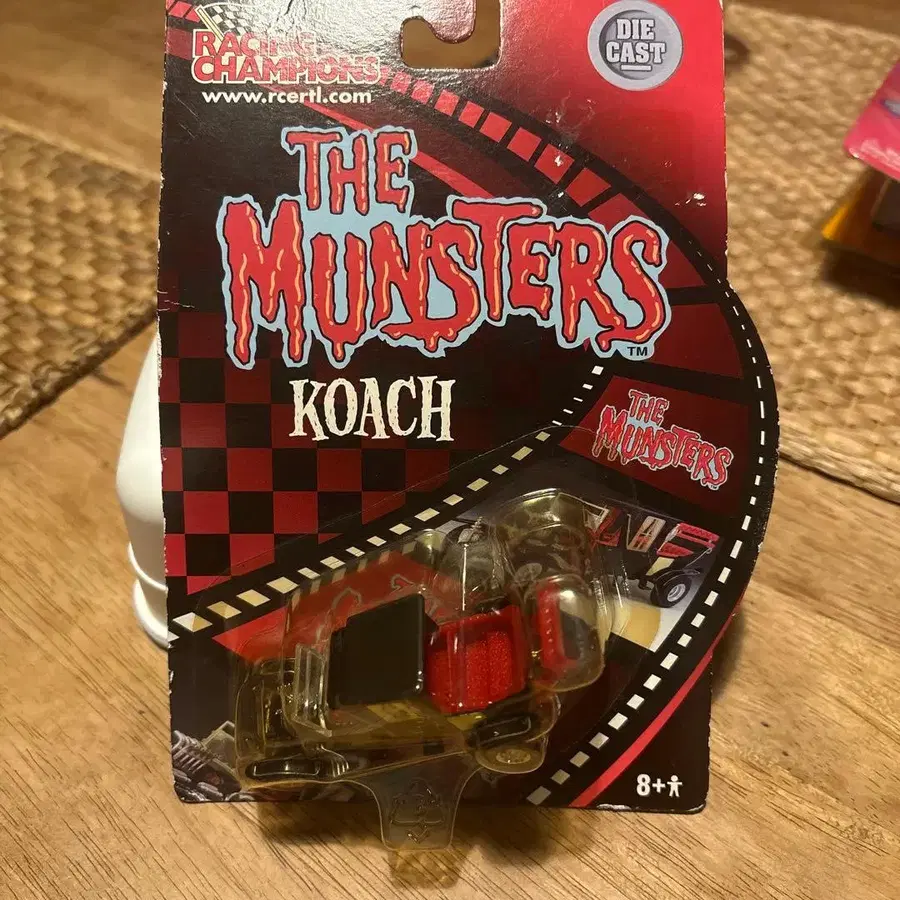 RACING
CHAMPIONS
www.rcertl.com
DIE
CAST
THE
MUNSTERS
TM
KOACH
THE
MUNSTERS
8+